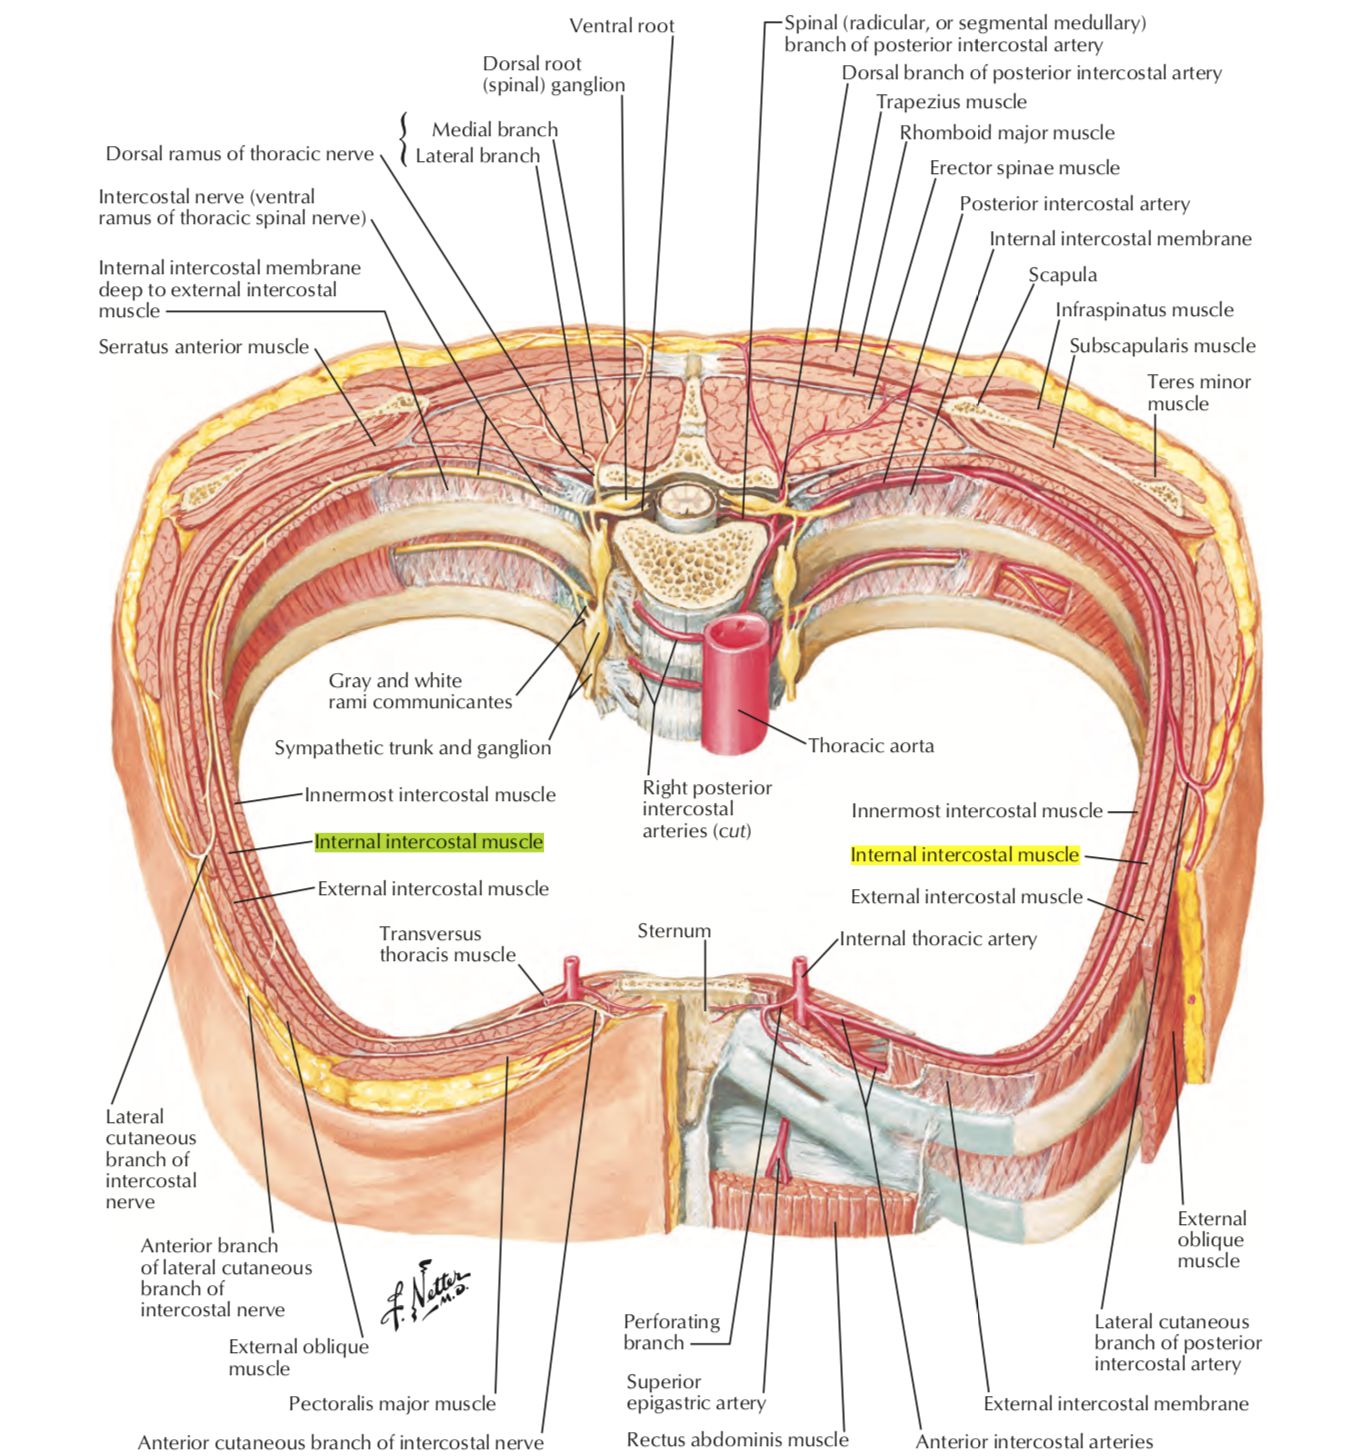 Ventral root
Spinal (radicular, or segmental medullary)
branch of posterior intercostal artery
Dorsal root
(spinal) ganglion
Dorsal branch of posterior intercostal artery
Trapezius muscle
Medial branch
Lateral branch
Rhomboid major muscle
Dorsal ramus of thoracic nerve
Erector spinae muscle
Intercostal nerve (ventral
ramus of thoracic spinal nerve)
Posterior intercostal artery
Internal intercostal membrane
Internal intercostal membrane
deep to external intercostal
muscle
Scapula
Infraspinatus muscle
Serratus anterior muscle
Subscapularis muscle
Teres minor
muscle
Gray and white
rami communicantes
Sympathetic trunk and ganglion
Thoracic aorta
Right posterior
intercostal
arteries (cut)
Innermost intercostal muscle
Innermost intercostal muscle
Internal intercostal muscle
Internal intercostal muscle
External intercostal muscle
External intercostal muscle
Transversus
thoracis muscle
Sternum
Internal thoracic artery
Lateral
cutaneous
branch of
intercostal
nerve
External
oblique
muscle
Anterior branch
of lateral cutaneous
branch of
intercostal nerve
F. Netter
M.D.
External oblique
muscle
Perforating
branch
Lateral cutaneous
branch of posterior
intercostal artery
Pectoralis major muscle
Superior
epigastric artery
External intercostal membrane
Anterior cutaneous branch of intercostal nerve
Rectus abdominis muscle
Anterior intercostal arteries